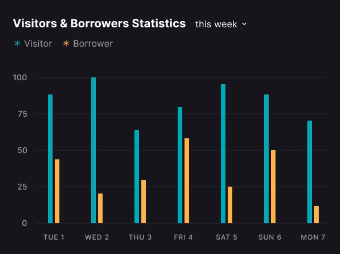 Visitors & Borrowers Statistics this week
Visitor Borrower
100
75
50
25
0
TUE 1 WED 2 THU 3 FRI 4 SAT 5 SUN 6 MON 7